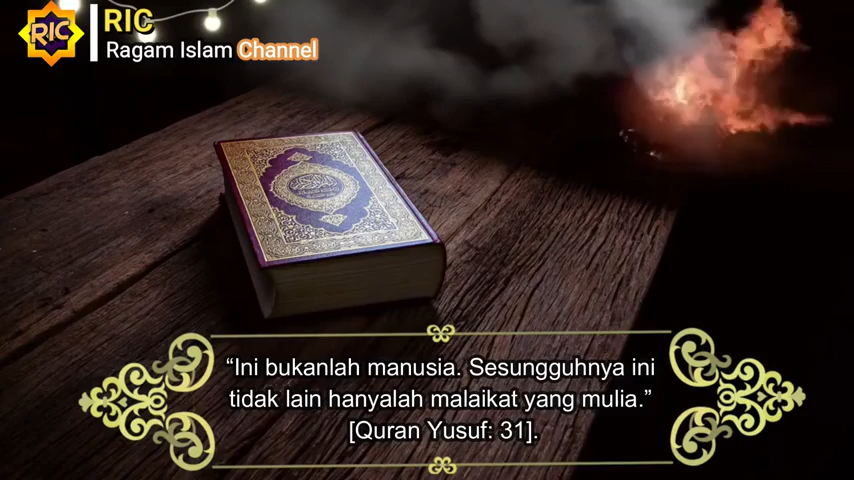 RIC
RIC
Ragam Islam Channel
“Ini bukanlah manusia. Sesungguhnya ini
tidak lain hanyalah malaikat yang mulia.”
[Quran Yusuf: 31].